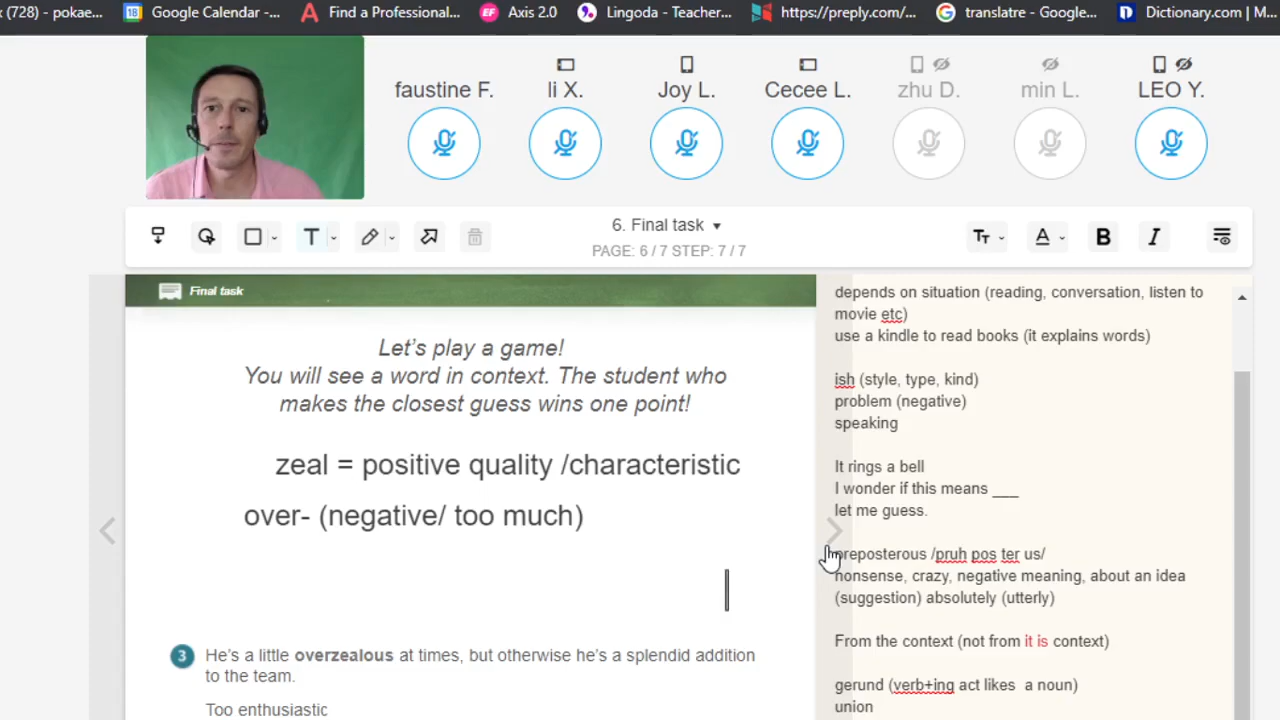 (728) - pokae...
Google Calendar -...
Find a Professional...
EF
Axis 2.0
Lingoda - Teacher...
https://preply.com/...
translatre - Google...
Dictionary.com | M...
faustine F.
li X.
Joy L.
Cecee L.
zhu D.
min L.
LEO Y.
6. Final task
PAGE: 6 / 7 STEP: 7 / 7
Final task
Let's play a game!
You will see a word in context. The student who
makes the closest guess wins one point!
zeal = positive quality /characteristic
over- (negative/ too much)
3 He's a little overzealous at times, but otherwise he's a splendid addition
to the team.
Too enthusiastic
depends on situation (reading, conversation, listen to
movie etc)
use a kindle to read books (it explains words)
ish (style, type, kind)
problem (negative)
speaking
It rings a bell
I wonder if this means ___
let me guess.
preposterous /pruh pos ter us/
nonsense, crazy, negative meaning, about an idea
(suggestion) absolutely (utterly)
From the context (not from it is context)
gerund (verb+ing act likes a noun)
union